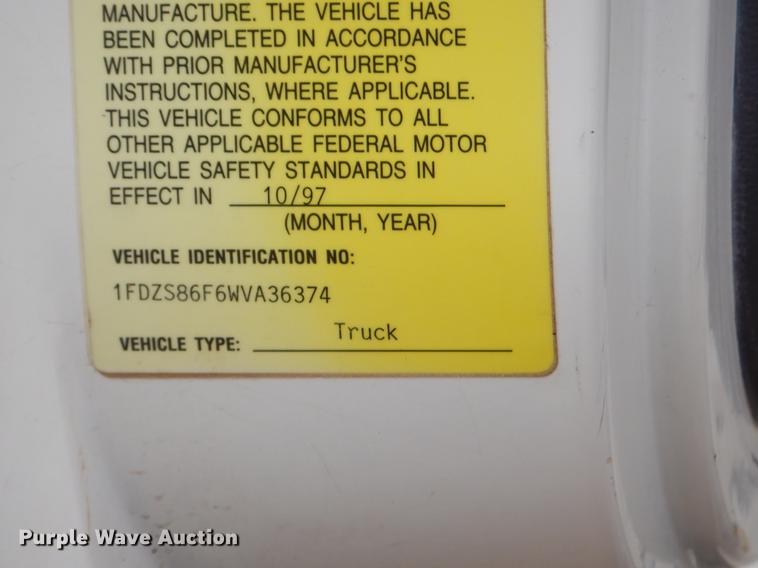 MANUFACTURE. THE VEHICLE HAS
BEEN COMPLETED IN ACCORDANCE
WITH PRIOR MANUFACTURER'S
INSTRUCTIONS, WHERE APPLICABLE.
THIS VEHICLE CONFORMS TO ALL
OTHER APPLICABLE FEDERAL MOTOR
VEHICLE SAFETY STANDARDS IN
EFFECT IN 10/97
(MONTH, YEAR)
VEHICLE IDENTIFICATION NO:
1FDZS86F6WVA36374
VEHICLE TYPE: Truck
Purple Wave Auction